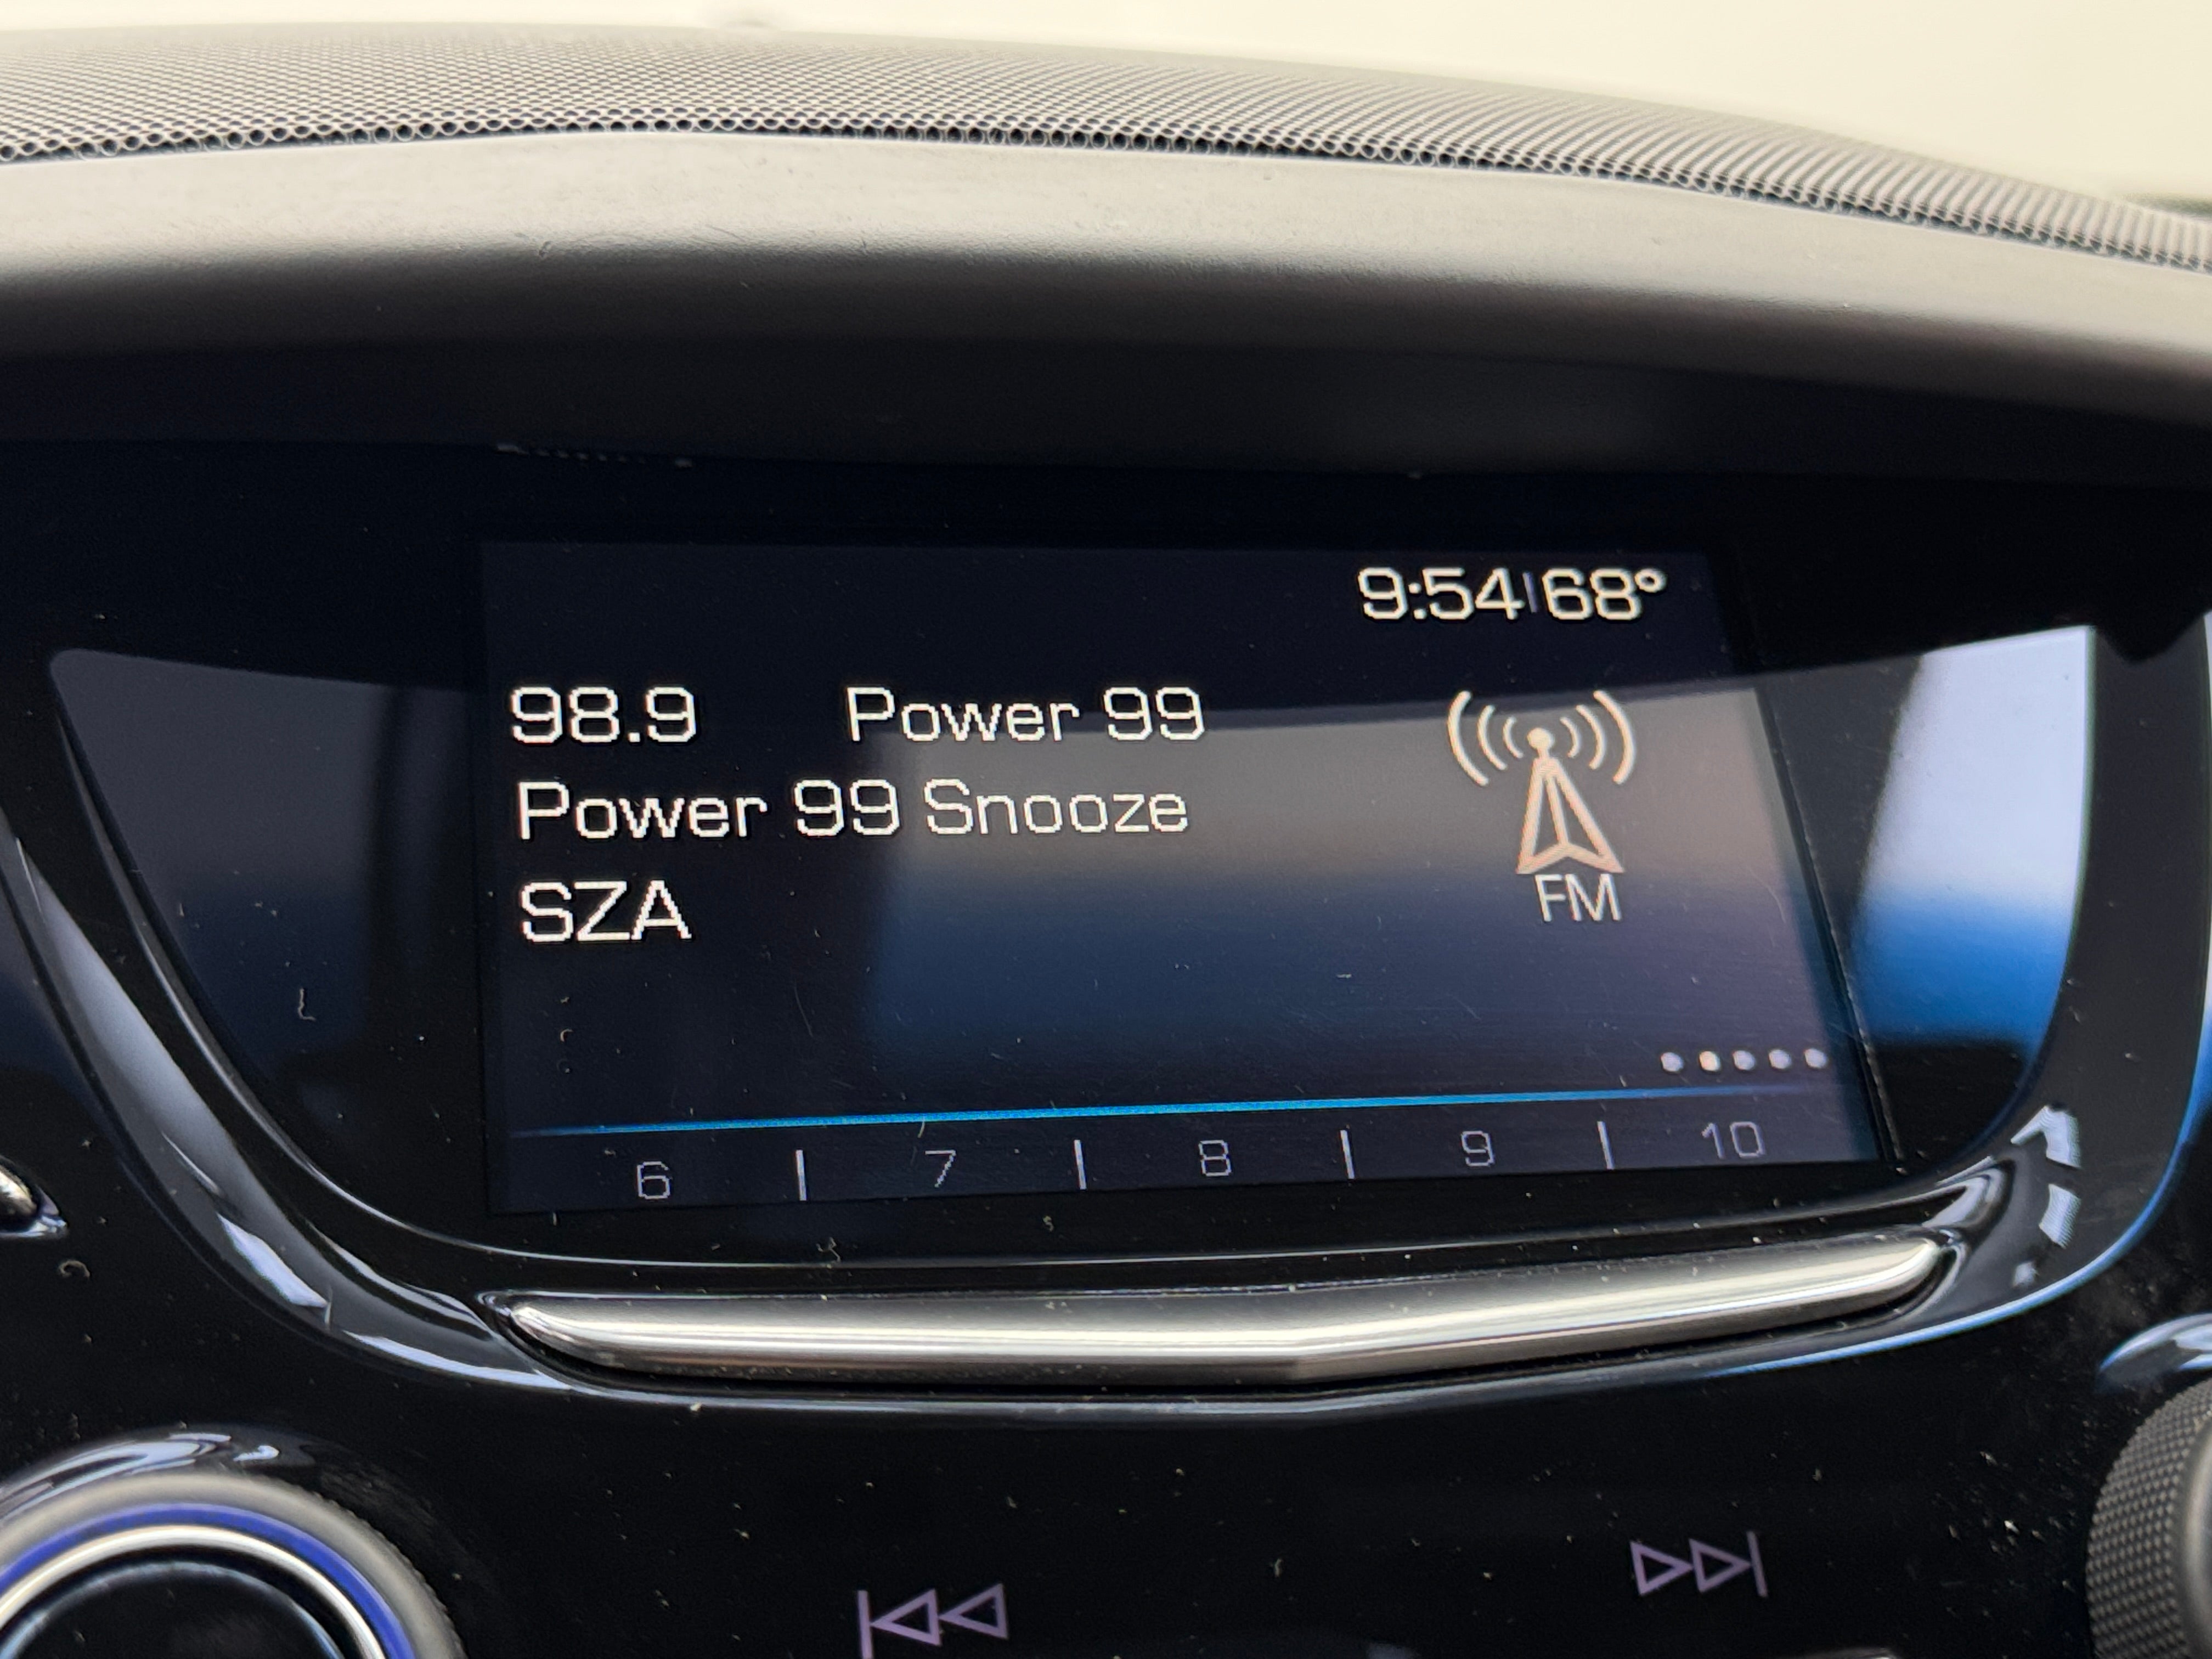 9:54 68°
98.9 Power 99
Power 99 Snooze
SZA
FM
6 7 8 9 10